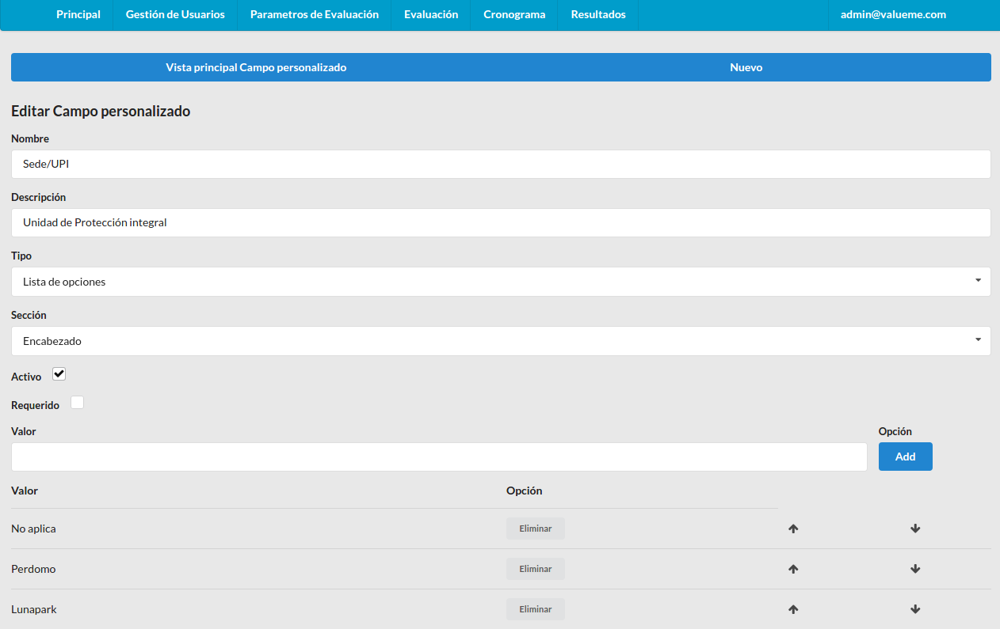 Principal Gestión de Usuarios Parametros de Evaluación Evaluación Cronograma Resultados admin@valueme.com
Vista principal Campo personalizado Nuevo
Editar Campo personalizado
Nombre
Sede/UPI
Descripción
Unidad de Protección integral
Tipo
Lista de opciones
Sección
Encabezado
Activo
Requerido
Valor Opción
Add
Valor Opción
No aplica Eliminar
Perdomo Eliminar
Lunapark Eliminar